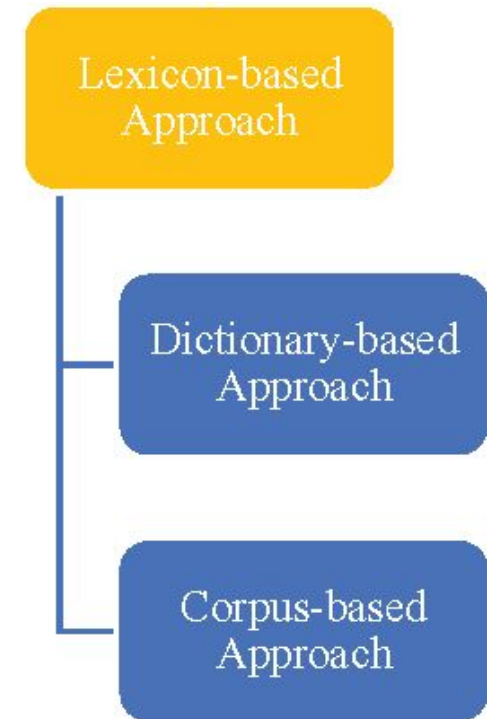 Lexicon-based
Approach
Dictionary-based
Approach
Corpus-based
Approach